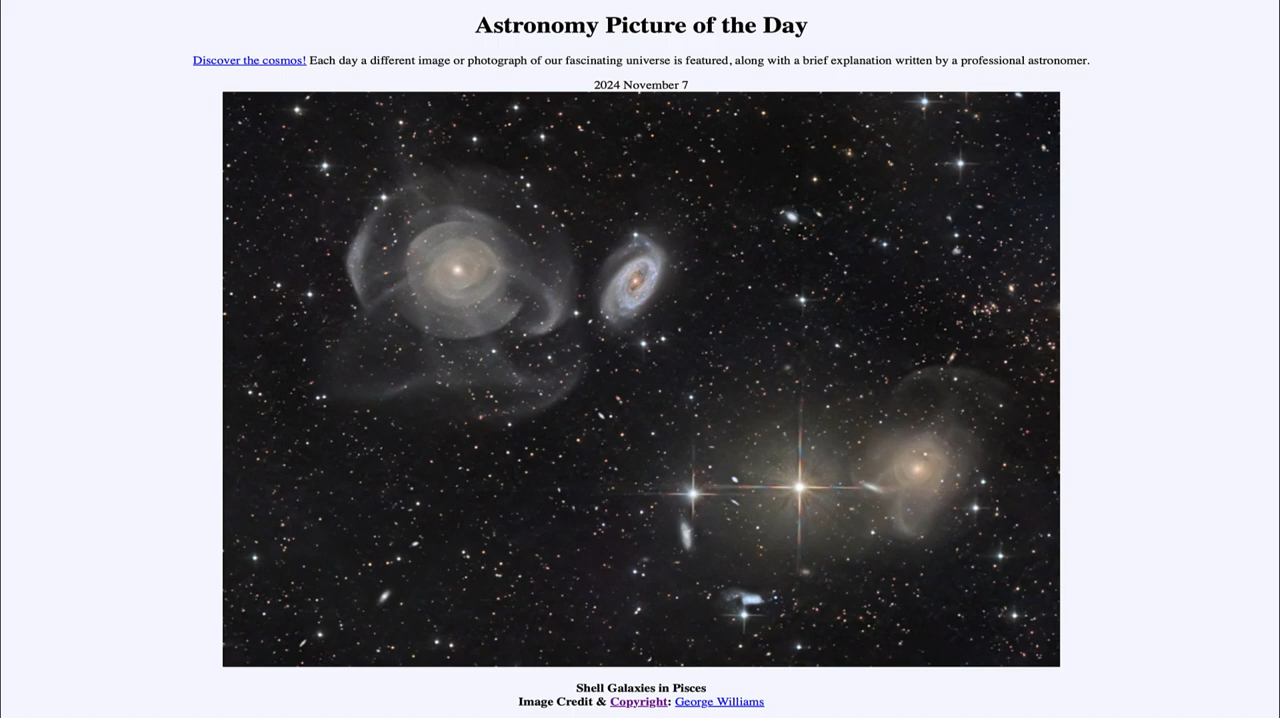 Astronomy Picture of the Day
Discover the cosmos! Each day a different image or photograph of our fascinating universe is featured, along with a brief explanation written by a professional astronomer.
2024 November 7
Shell Galaxies in Pisces
Image Credit & Copyright: George Williams